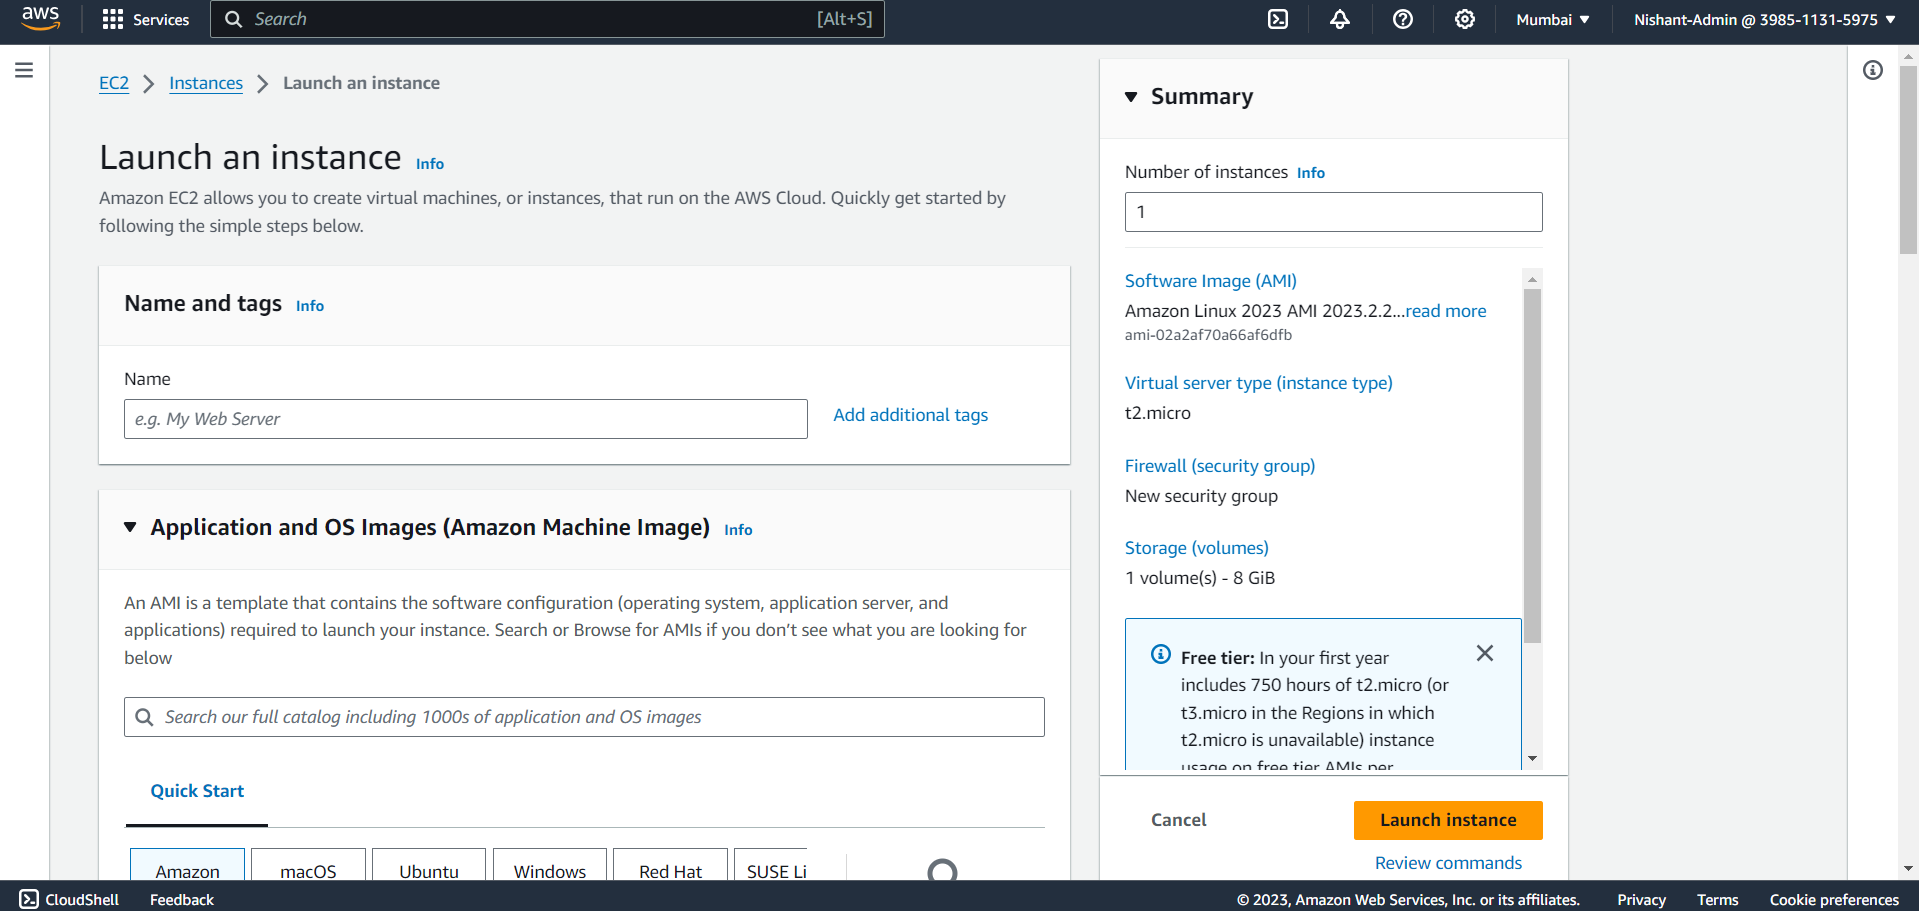 aws
Services
Search
[Alt+S]
Mumbai
Nishant-Admin @ 3985-1131-5975
EC2
Instances
Launch an instance
Launch an instance Info
Amazon EC2 allows you to create virtual machines, or instances, that run on the AWS Cloud. Quickly get started by
following the simple steps below.
Name and tags Info
Name
e.g. My Web Server
Add additional tags
Application and OS Images (Amazon Machine Image) Info
An AMI is a template that contains the software configuration (operating system, application server, and
applications) required to launch your instance. Search or Browse for AMIs if you don't see what you are looking for
below
Search our full catalog including 1000s of application and OS images
Quick Start
Amazon
macOS
Ubuntu
Windows
Red Hat
SUSE Li
Summary
Number of instances Info
1
Software Image (AMI)
Amazon Linux 2023 AMI 2023.2.2...read more
ami-02a2af70a66af6dfb
Virtual server type (instance type)
t2.micro
Firewall (security group)
New security group
Storage (volumes)
1 volume(s) - 8 GiB
Free tier: In your first year
includes 750 hours of t2.micro (or
t3.micro in the Regions in which
t2.micro is unavailable) instance
usage on free tier AMIs per
Cancel
Launch instance
Review commands
CloudShell
Feedback
© 2023, Amazon Web Services, Inc. or its affiliates.
Privacy
Terms
Cookie preferences